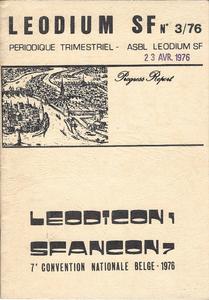 LEODIUM SF N° 3/76
PERIODIQUE TRIMESTRIEL - ASBL LEODIUM SF
23 AVR. 1976
Progress Report
LEODICON 1
SFANCON 7
7e CONVENTION NATIONALE BELGE - 1976